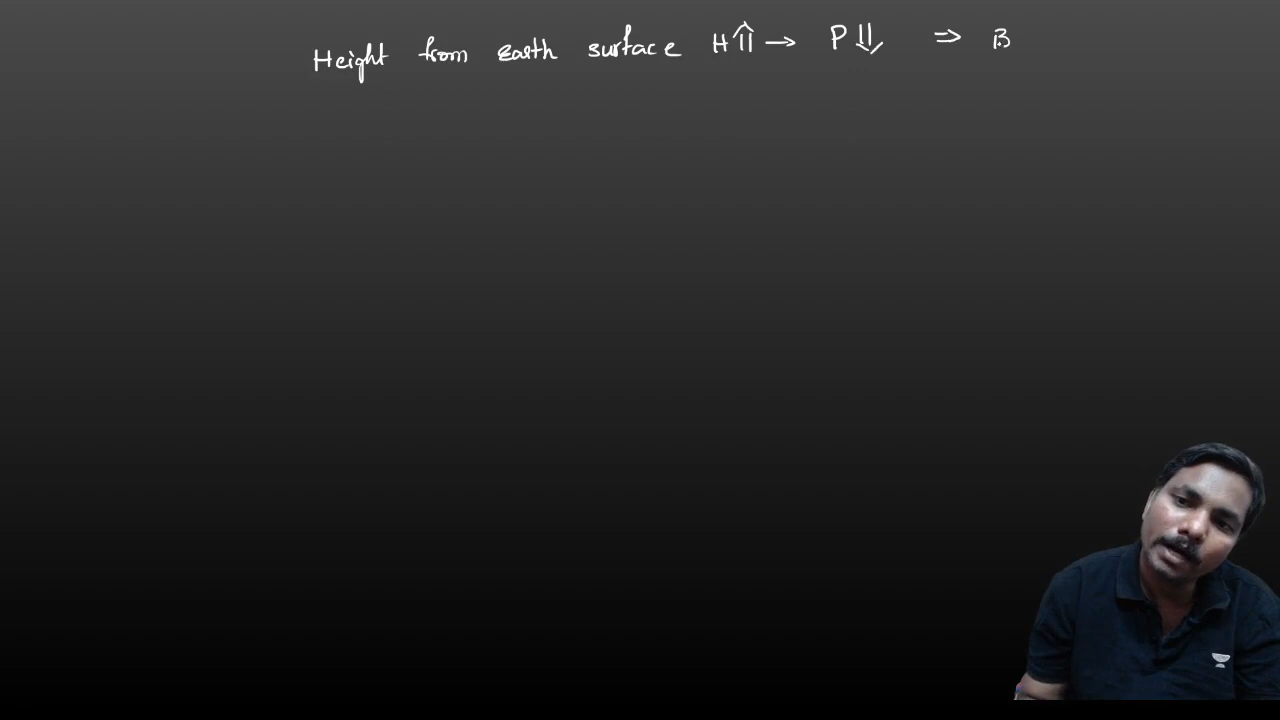 Height from earth surface H⇑ → P⇓ ⇒ B